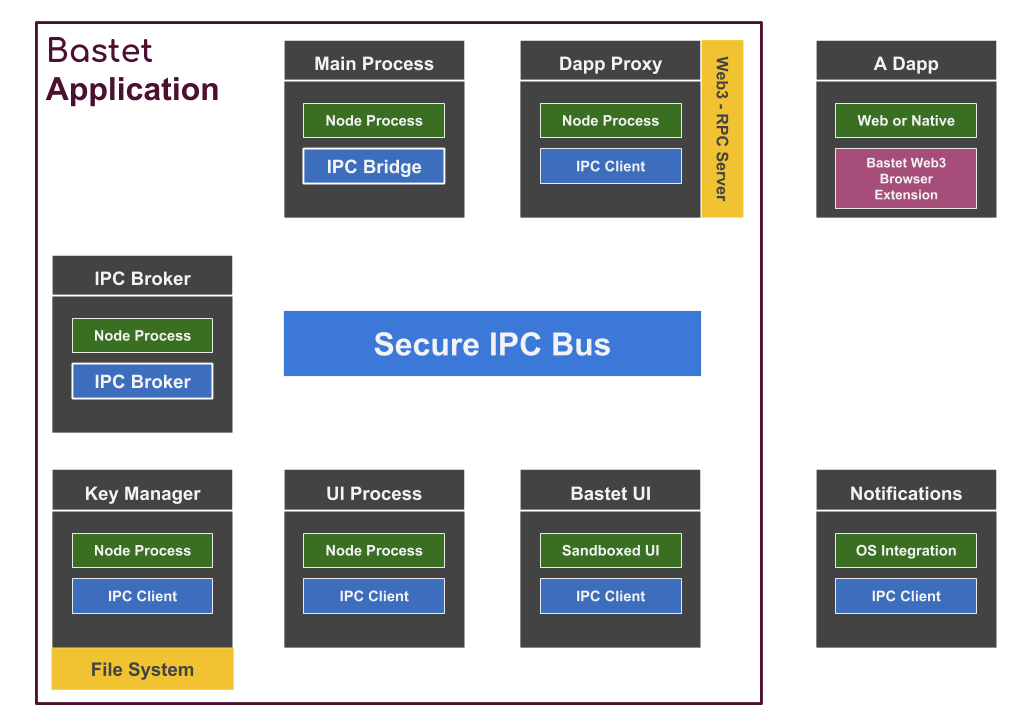 Bastet
Application
Main Process
Node Process
IPC Bridge
Dapp Proxy
Node Process
IPC Client
Web3 - RPC Server
A Dapp
Web or Native
Bastet Web3
Browser
Extension
IPC Broker
Node Process
IPC Broker
Secure IPC Bus
Key Manager
Node Process
IPC Client
File System
UI Process
Node Process
IPC Client
Bastet UI
Sandboxed UI
IPC Client
Notifications
OS Integration
IPC Client